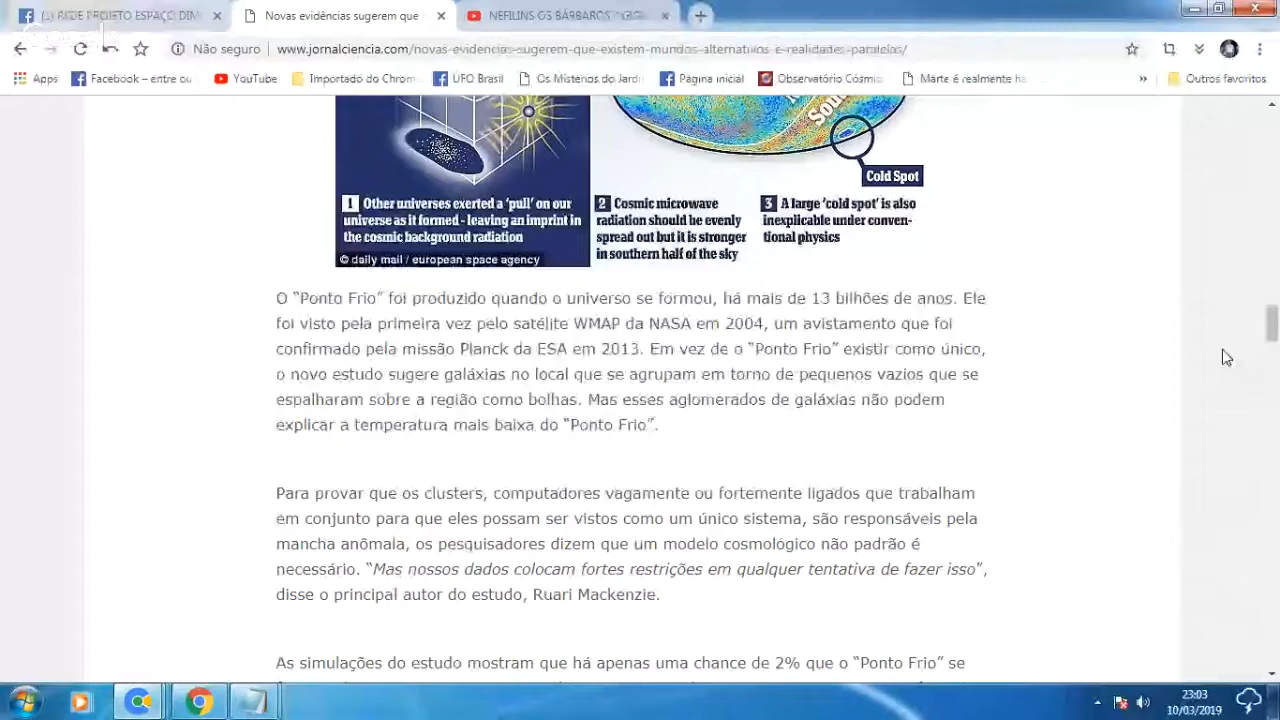 (1) REDE PROJETO ESPAÇO DIM
Novas evidências sugerem que
NEFILINS OS BÁRBAROS "GIG
Não seguro
www.jornalciencia.com/novas-evidencias-sugerem-que-existem-mundos-alternativos-e-realidades-paralelas/
Apps
Facebook – entre ou
YouTube
Importado do Chrom
UFO Brasil
Os Mistérios do Jardi
Página inicial
Observatório Cósmic
Marte é realmente ha
»
Outros favoritos
Sou
Cold Spot
1 Other universes exerted a 'pull' on our
universe as it formed - leaving an imprint in
the cosmic background radiation
© daily mail / european space agency
2 Cosmic microwave
radiation should be evenly
spread out but it is stronger
in southern half of the sky
3 A large 'cold spot' is also
inexplicable under conven-
tional physics
O “Ponto Frio” foi produzido quando o universo se formou, há mais de 13 bilhões de anos. Ele
foi visto pela primeira vez pelo satélite WMAP da NASA em 2004, um avistamento que foi
confirmado pela missão Planck da ESA em 2013. Em vez de o “Ponto Frio” existir como único,
o novo estudo sugere galáxias no local que se agrupam em torno de pequenos vazios que se
espalharam sobre a região como bolhas. Mas esses aglomerados de galáxias não podem
explicar a temperatura mais baixa do “Ponto Frio”.
Para provar que os clusters, computadores vagamente ou fortemente ligados que trabalham
em conjunto para que eles possam ser vistos como um único sistema, são responsáveis pela
mancha anômala, os pesquisadores dizem que um modelo cosmológico não padrão é
necessário. “Mas nossos dados colocam fortes restrições em qualquer tentativa de fazer isso”,
disse o principal autor do estudo, Ruari Mackenzie.
As simulações do estudo mostram que há apenas uma chance de 2% que o “Ponto Frio” se
23:03
10/03/2019